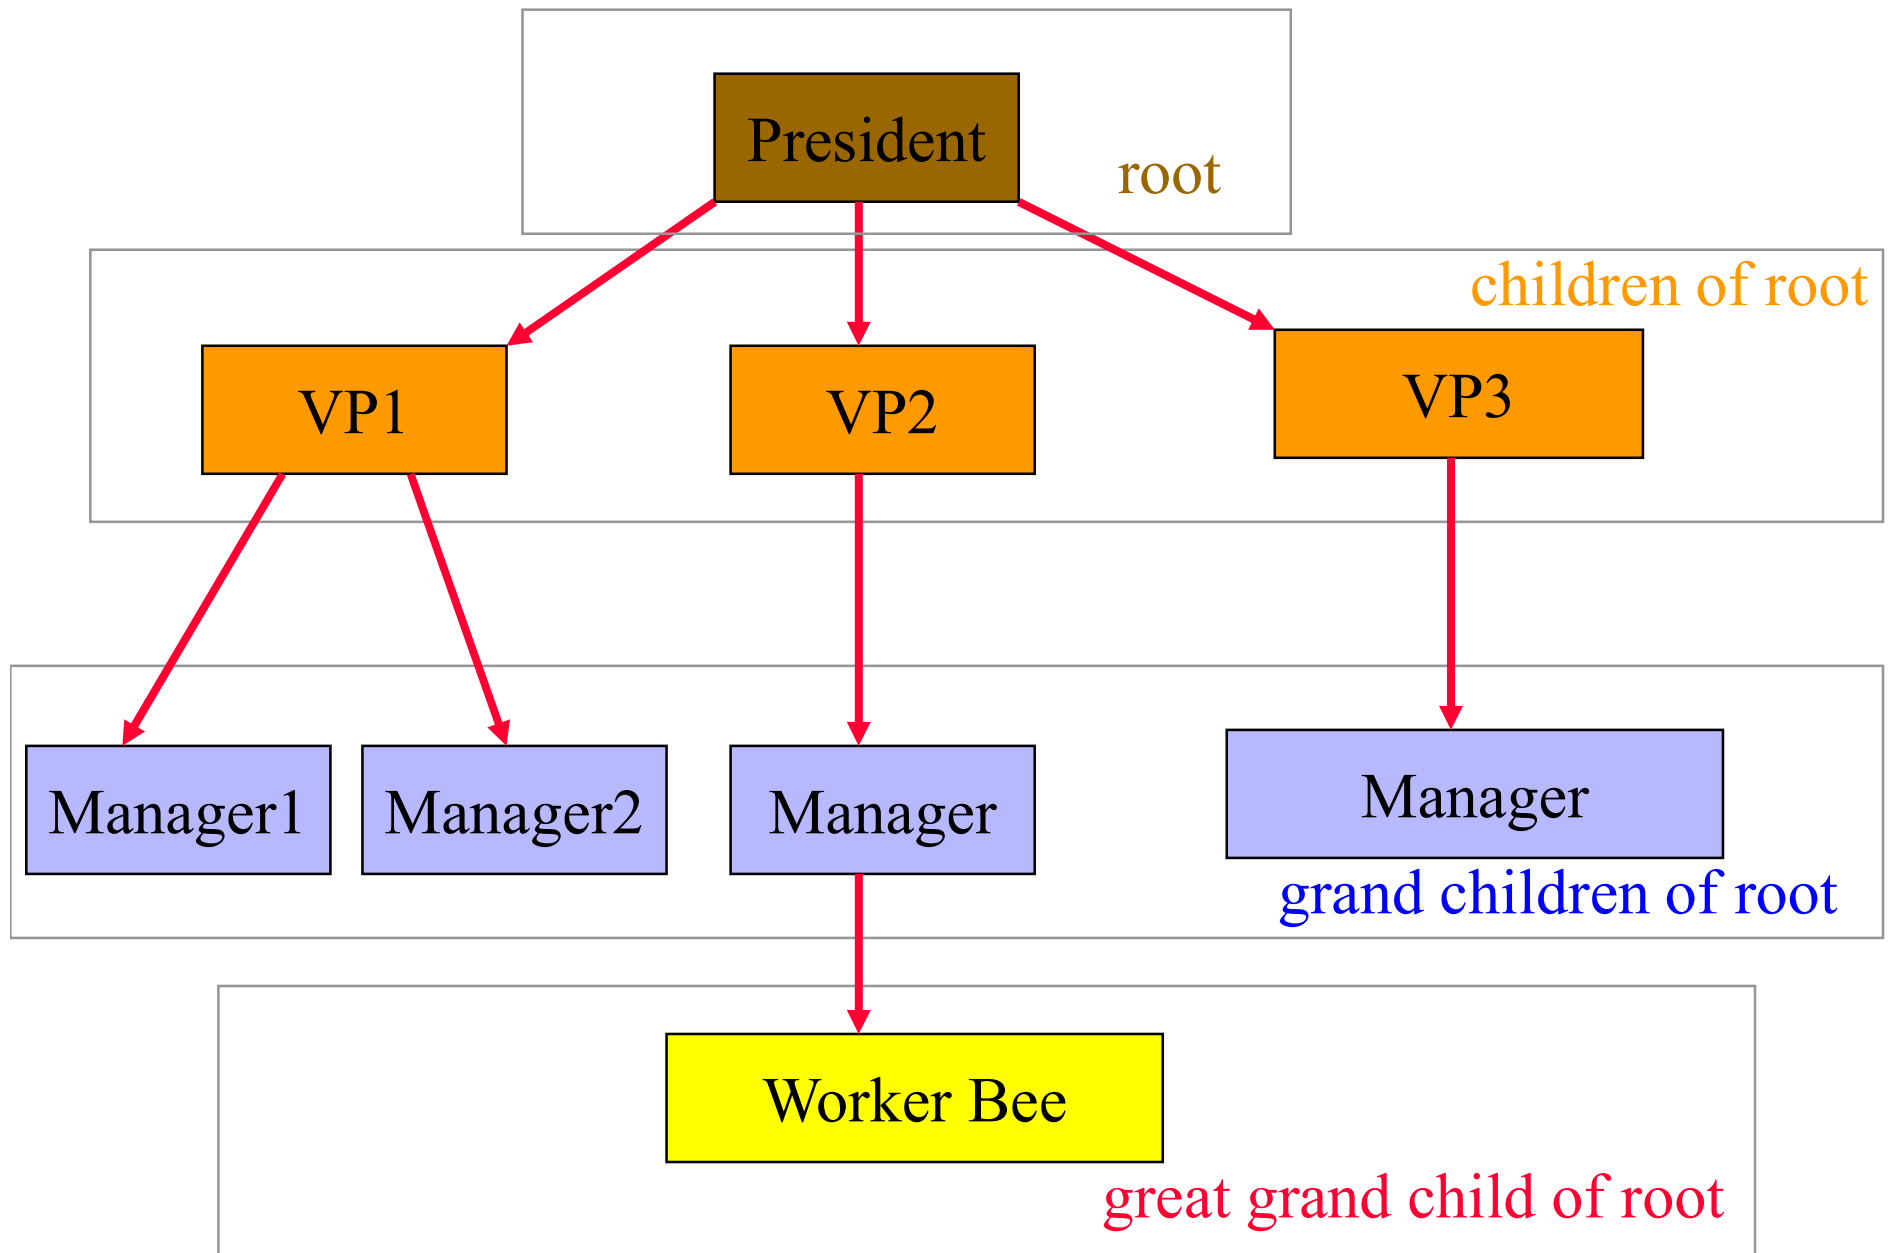 President
root
children of root
VP1
VP2
VP3
Manager1
Manager2
Manager
Manager
grand children of root
Worker Bee
great grand child of root